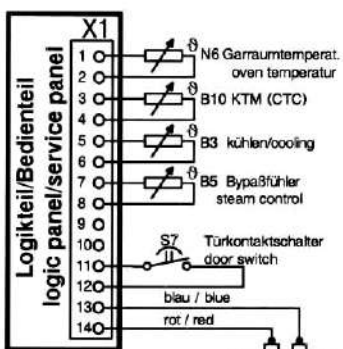 X1
Logikteil/Bedienteil
logic panel/service panel
1
2
3
4
5
6
7
8
9
10
11
12
13
14
ϑ N6 Garraumtemperat.
oven temperatur
ϑ B10 KTM (CTC)
ϑ B3 kühlen/cooling
ϑ B5 Bypaßfühler
steam control
S7 Türkontaktschalter
door switch
blau / blue
rot / red